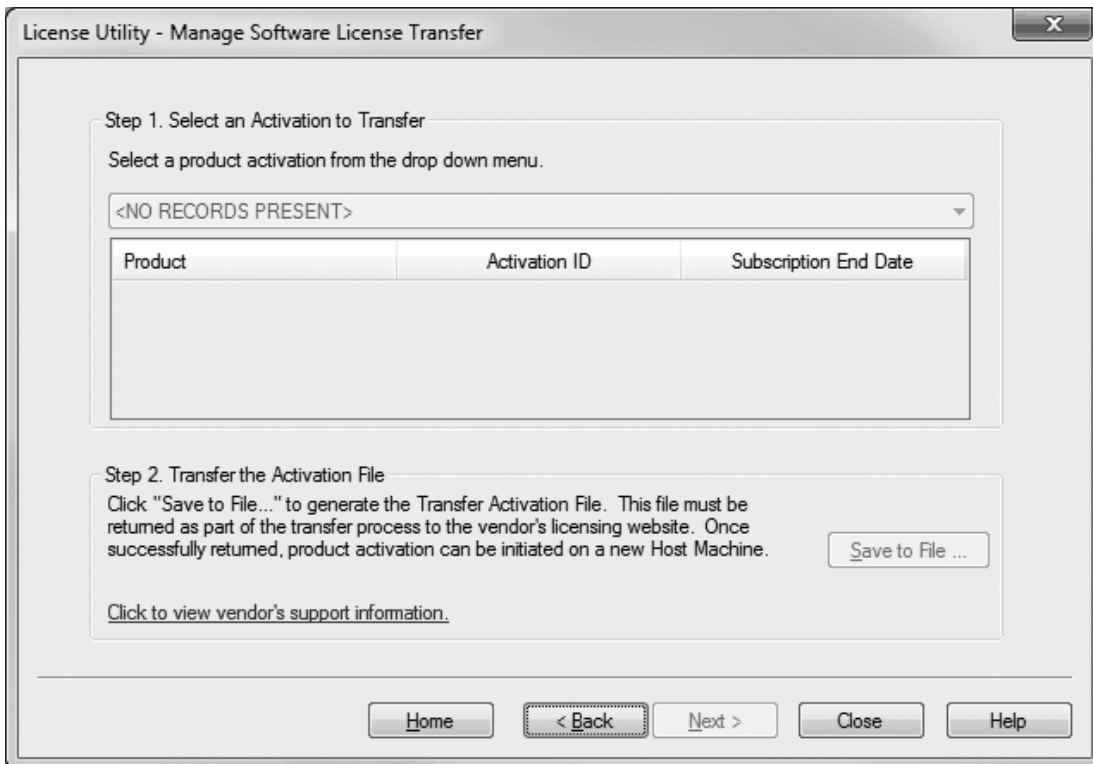 License Utility - Manage Software License Transfer
X
Step 1. Select an Activation to Transfer
Select a product activation from the drop down menu.
<NO RECORDS PRESENT>
Product Activation ID Subscription End Date
Step 2. Transfer the Activation File
Click "Save to File..." to generate the Transfer Activation File. This file must be
returned as part of the transfer process to the vendor's licensing website. Once
successfully returned, product activation can be initiated on a new Host Machine.
Save to File ...
Click to view vendor's support information.
Home < Back Next > Close Help